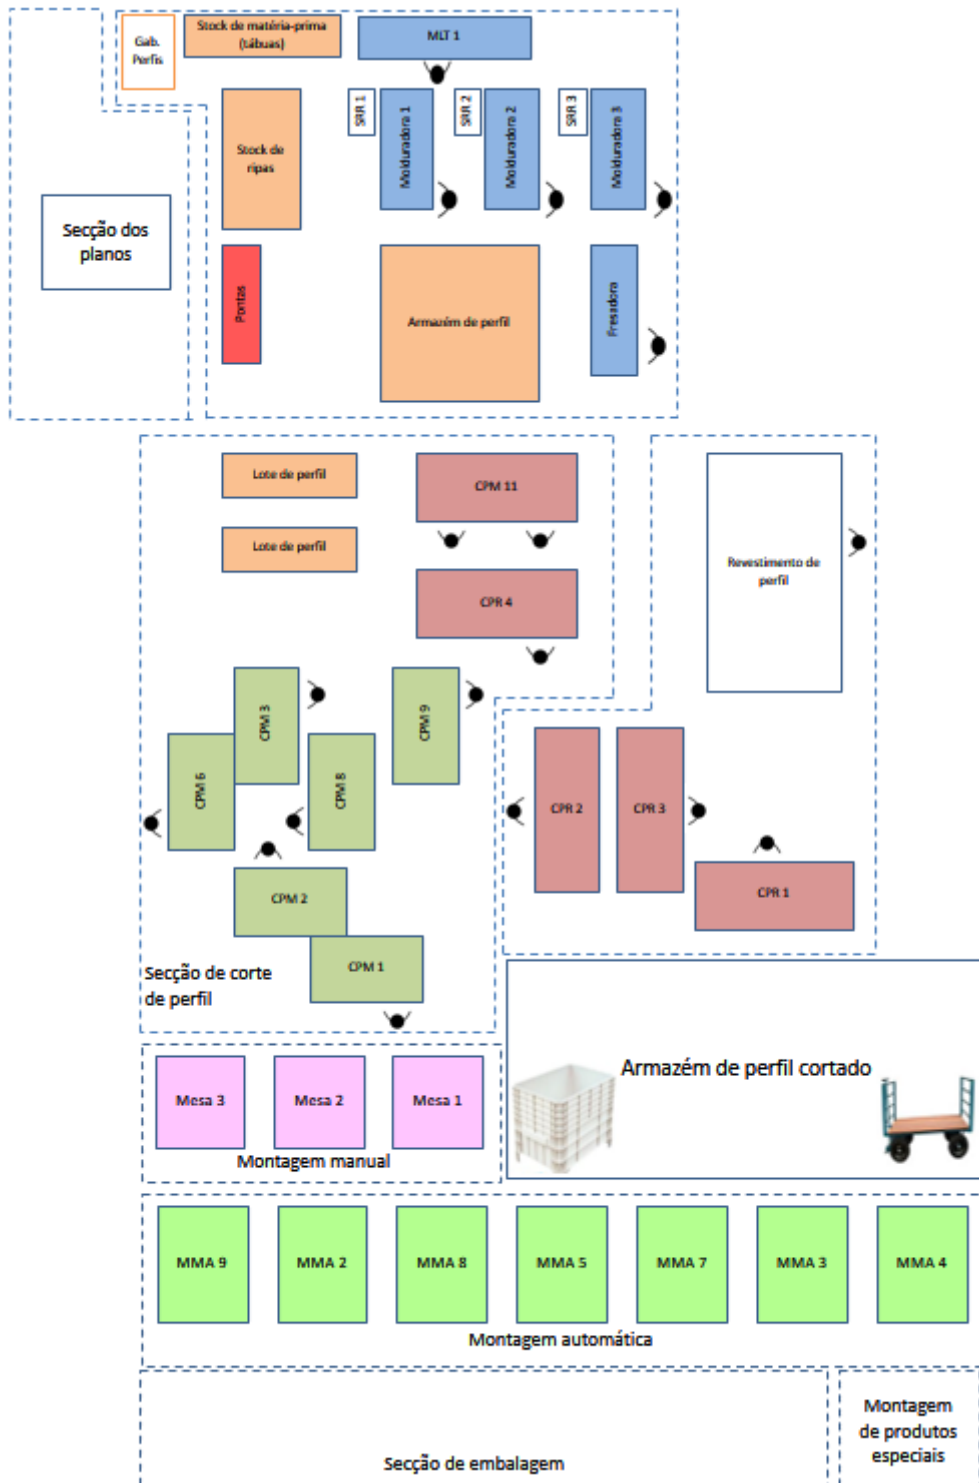 Gab.
Perfis
Stock de matéria-prima
(tábuas)
MLT 1
SRR 1
Molduradora 1
SRR 2
Molduradora 2
SRR 3
Molduradora 3
Stock de
ripas
Secção dos
planos
Pontas
Armazém de perfil
Fresadora
Lote de perfil
CPM 11
Lote de perfil
Revestimento de
perfil
CPR 4
CPM 3
CPM 9
CPM 6
CPM 8
CPR 2
CPR 3
CPM 2
CPR 1
CPM 1
Secção de corte
de perfil
Armazém de perfil cortado
Mesa 3
Mesa 2
Mesa 1
Montagem manual
MMA 9
MMA 2
MMA 8
MMA 5
MMA 7
MMA 3
MMA 4
Montagem automática
Montagem
de produtos
especiais
Secção de embalagem